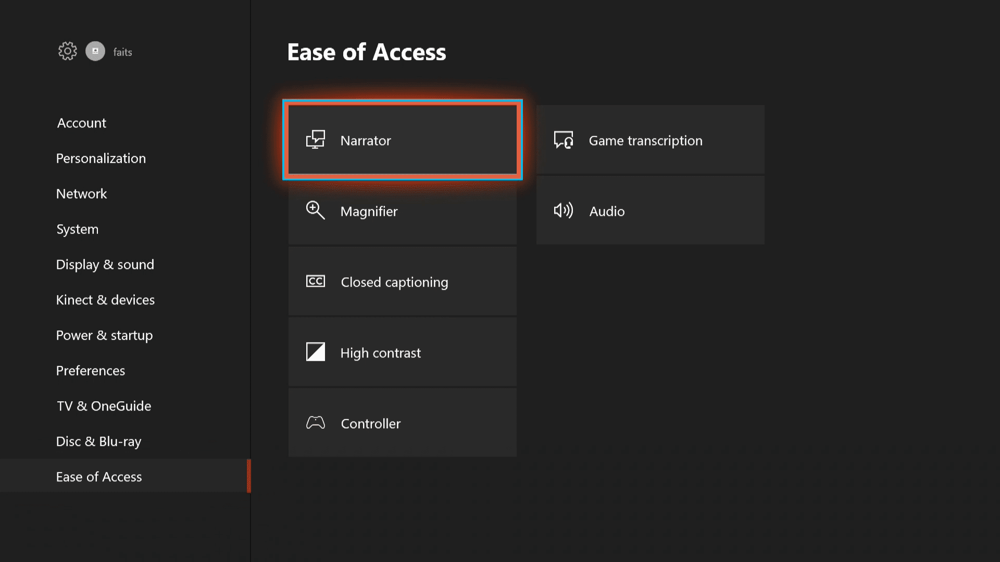 faits
Account
Personalization
Network
System
Display & sound
Kinect & devices
Power & startup
Preferences
TV & OneGuide
Disc & Blu-ray
Ease of Access
Ease of Access
Narrator
Magnifier
CC Closed captioning
High contrast
Controller
Game transcription
Audio